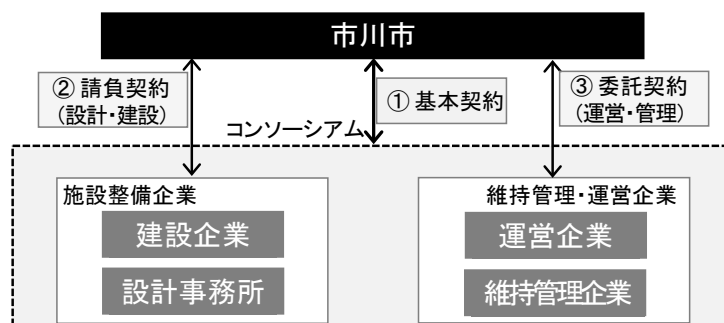 市川市
② 請負契約
(設計・建設)
① 基本契約
③ 委託契約
(運営・管理)
コンソーシアム
施設整備企業
建設企業
設計事務所
維持管理・運営企業
運営企業
維持管理企業